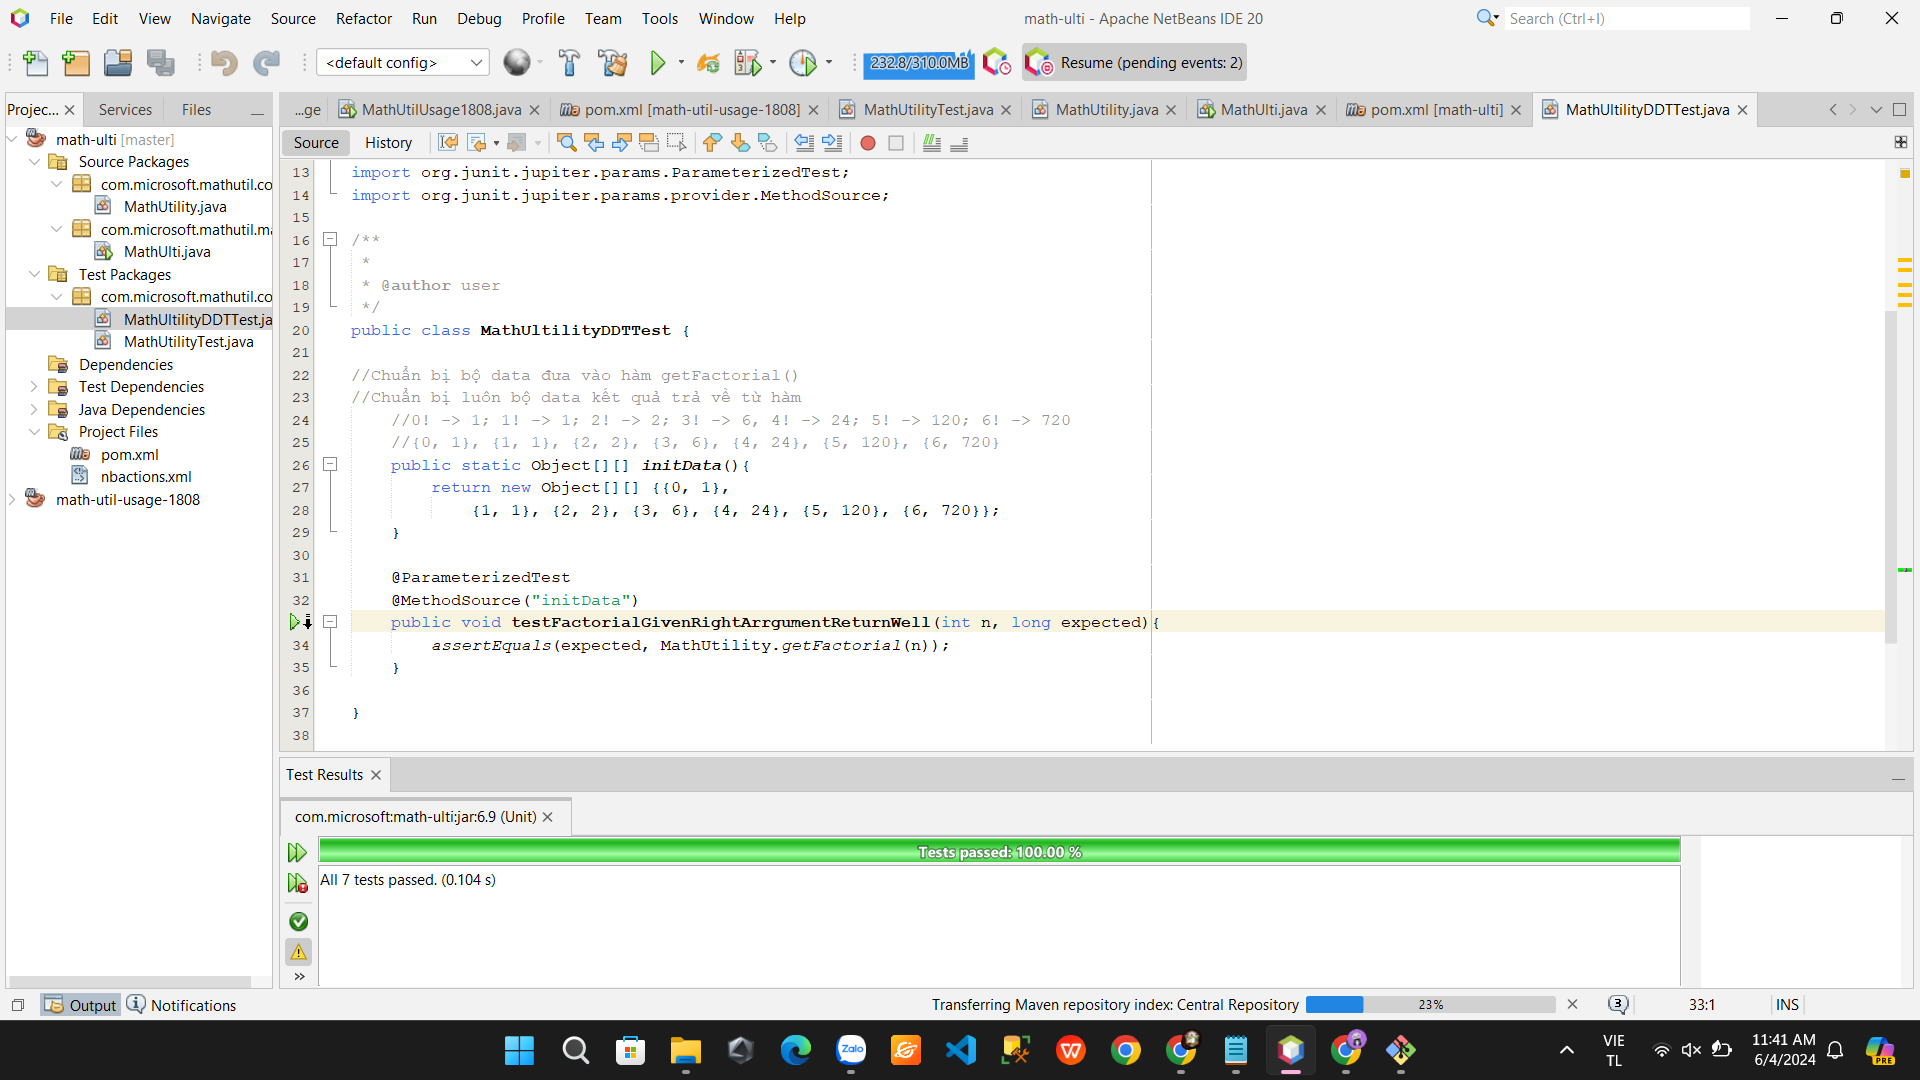 File Edit View Navigate Source Refactor Run Debug Profile Team Tools Window Help
math-ulti - Apache NetBeans IDE 20
Search (Ctrl+I)
<default config>
232.8/310.0MB
Resume (pending events: 2)
Projec... Services Files
...ge MathUtilUsage1808.java pom.xml [math-util-usage-1808] MathUtilityTest.java MathUtility.java MathUlti.java pom.xml [math-ulti] MathUltilityDDTTest.java
Source History
math-ulti [master]
Source Packages
com.microsoft.mathutil.co
MathUtility.java
com.microsoft.mathutil.ma
MathUlti.java
Test Packages
com.microsoft.mathutil.co
MathUltilityDDTTest.ja
MathUtilityTest.java
Dependencies
Test Dependencies
Java Dependencies
Project Files
pom.xml
nbactions.xml
math-util-usage-1808
13 import org.junit.jupiter.params.ParameterizedTest;
14 import org.junit.jupiter.params.provider.MethodSource;
15
16 /**
17 *
18 * @author user
19 */
20 public class MathUltilityDDTTest {
21
22 //Chuẩn bị bộ data đưa vào hàm getFactorial()
23 //Chuẩn bị luôn bộ data kết quả trả về từ hàm
24 //0! -> 1; 1! -> 1; 2! -> 2; 3! -> 6, 4! -> 24; 5! -> 120; 6! -> 720
25 //{0, 1}, {1, 1}, {2, 2}, {3, 6}, {4, 24}, {5, 120}, {6, 720}
26 public static Object[][] initData(){
27 return new Object[][] {{0, 1},
28 {1, 1}, {2, 2}, {3, 6}, {4, 24}, {5, 120}, {6, 720}};
29 }
30
31 @ParameterizedTest
32 @MethodSource("initData")
public void testFactorialGivenRightArrgumentReturnWell(int n, long expected){
34 assertEquals(expected, MathUtility.getFactorial(n));
35 }
36
37 }
38
Test Results
com.microsoft:math-ulti:jar:6.9 (Unit)
Tests passed: 100.00 %
All 7 tests passed. (0.104 s)
Output Notifications
Transferring Maven repository index: Central Repository 23%
3
33:1
INS
Zalo
VIE
TL
11:41 AM
6/4/2024
PRE